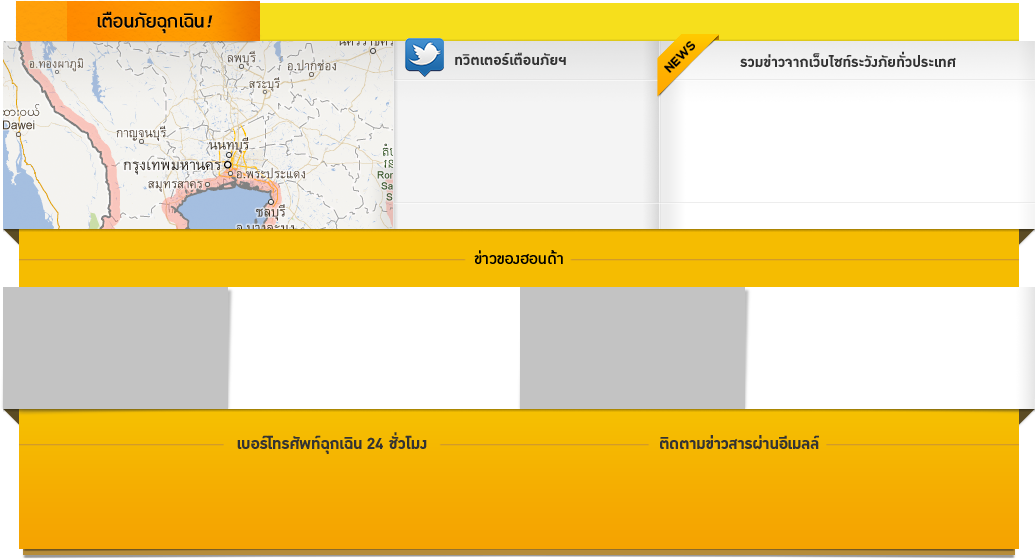 เตือนภัยฉุกเฉิน!
ทวิตเตอร์เตือนภัยฯ
NEWS
รวมข่าวจากเว็บไซท์ระวังภัยทั่วประเทศ
ลพบุรี
อ.ทองผาภูมิ
อ.ปากช่อง
สระบุรี
Dawei
กาญจนบุรี
นนทบุรี
กรุงเทพมหานคร
อ.พระประแดง
สมุทรสาคร
ชลบุรี
ข่าวของฮอนด้า
เบอร์โทรศัพท์ฉุกเฉิน 24 ชั่วโมง
ติดตามข่าวสารผ่านอีเมลล์